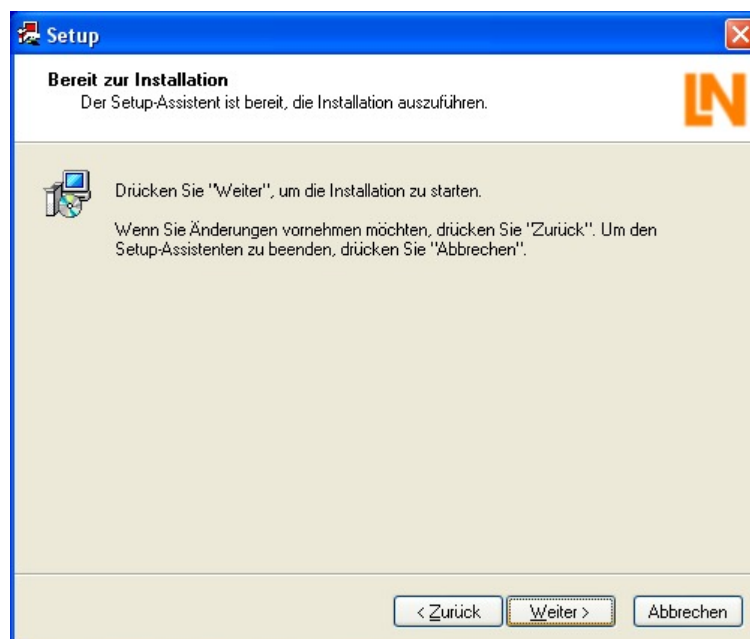 Setup
Bereit zur Installation
Der Setup-Assistent ist bereit, die Installation auszuführen.
LN
Drücken Sie "Weiter", um die Installation zu starten.
Wenn Sie Änderungen vornehmen möchten, drücken Sie "Zurück". Um den
Setup-Assistenten zu beenden, drücken Sie "Abbrechen".
< Zurück
Weiter >
Abbrechen